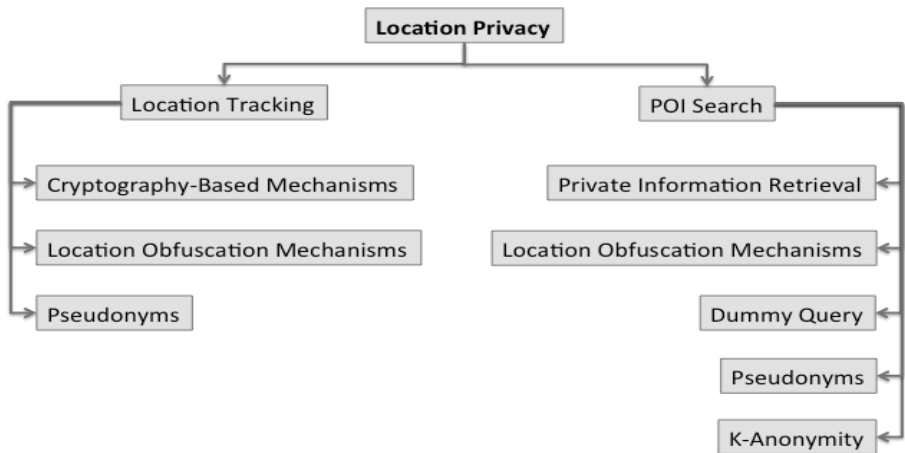 Location Privacy
Location Tracking
POI Search
Cryptography-Based Mechanisms
Private Information Retrieval
Location Obfuscation Mechanisms
Location Obfuscation Mechanisms
Pseudonyms
Dummy Query
Pseudonyms
K-Anonymity